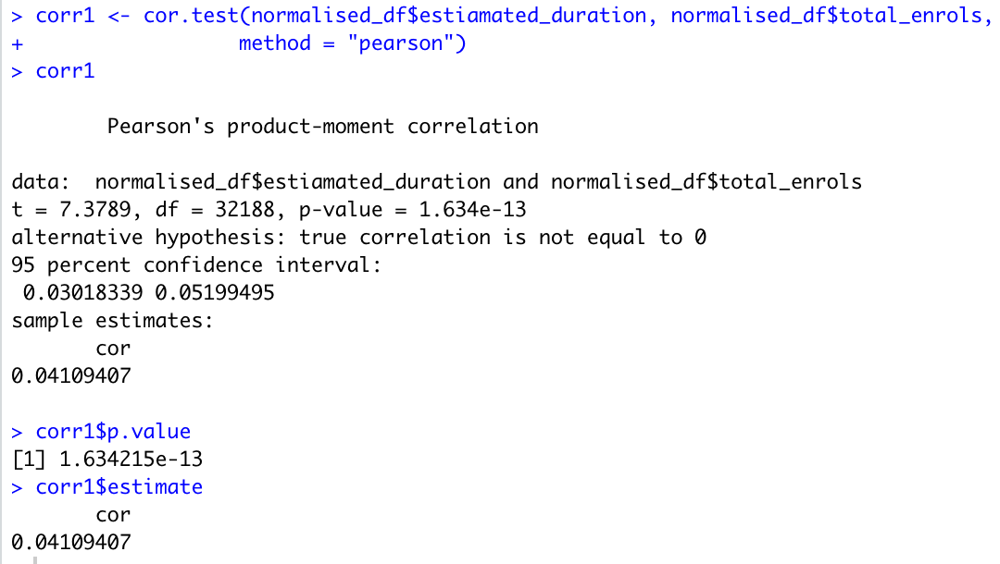 > corr1 <- cor.test(normalised_df$estiamated_duration, normalised_df$total_enrols,
+                   method = "pearson")
> corr1
Pearson's product-moment correlation
data:  normalised_df$estiamated_duration and normalised_df$total_enrols
t = 7.3789, df = 32188, p-value = 1.634e-13
alternative hypothesis: true correlation is not equal to 0
95 percent confidence interval:
 0.03018339 0.05199495
sample estimates:
       cor
0.04109407
> corr1$p.value
[1] 1.634215e-13
> corr1$estimate
       cor
0.04109407